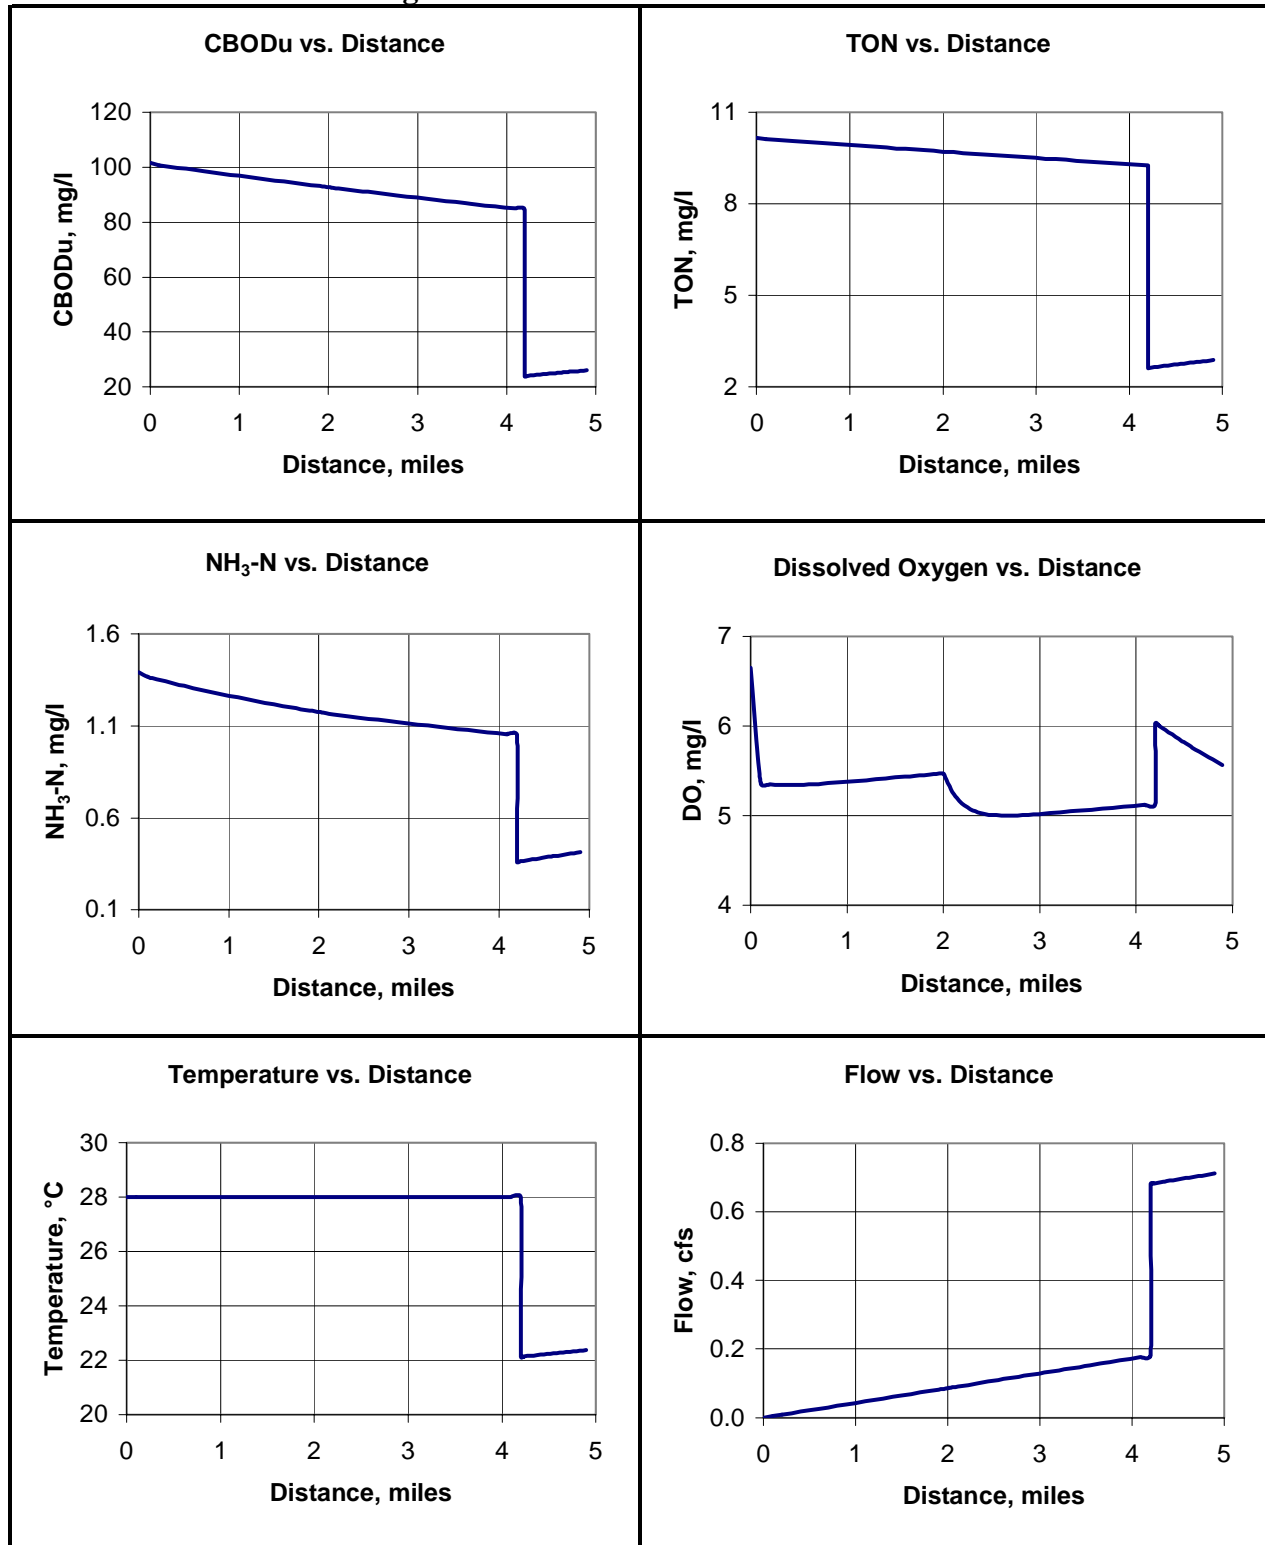 CBODu vs. Distance
120
100
80
60
40
20
CBODu, mg/l
0 1 2 3 4 5
Distance, miles
TON vs. Distance
11
8
5
2
TON, mg/l
0 1 2 3 4 5
Distance, miles
NH3-N vs. Distance
1.6
1.1
0.6
0.1
NH3-N, mg/l
0 1 2 3 4 5
Distance, miles
Dissolved Oxygen vs. Distance
7
6
5
4
DO, mg/l
0 1 2 3 4 5
Distance, miles
Temperature vs. Distance
30
28
26
24
22
20
Temperature, °C
0 1 2 3 4 5
Distance, miles
Flow vs. Distance
0.8
0.6
0.4
0.2
0.0
Flow, cfs
0 1 2 3 4 5
Distance, miles